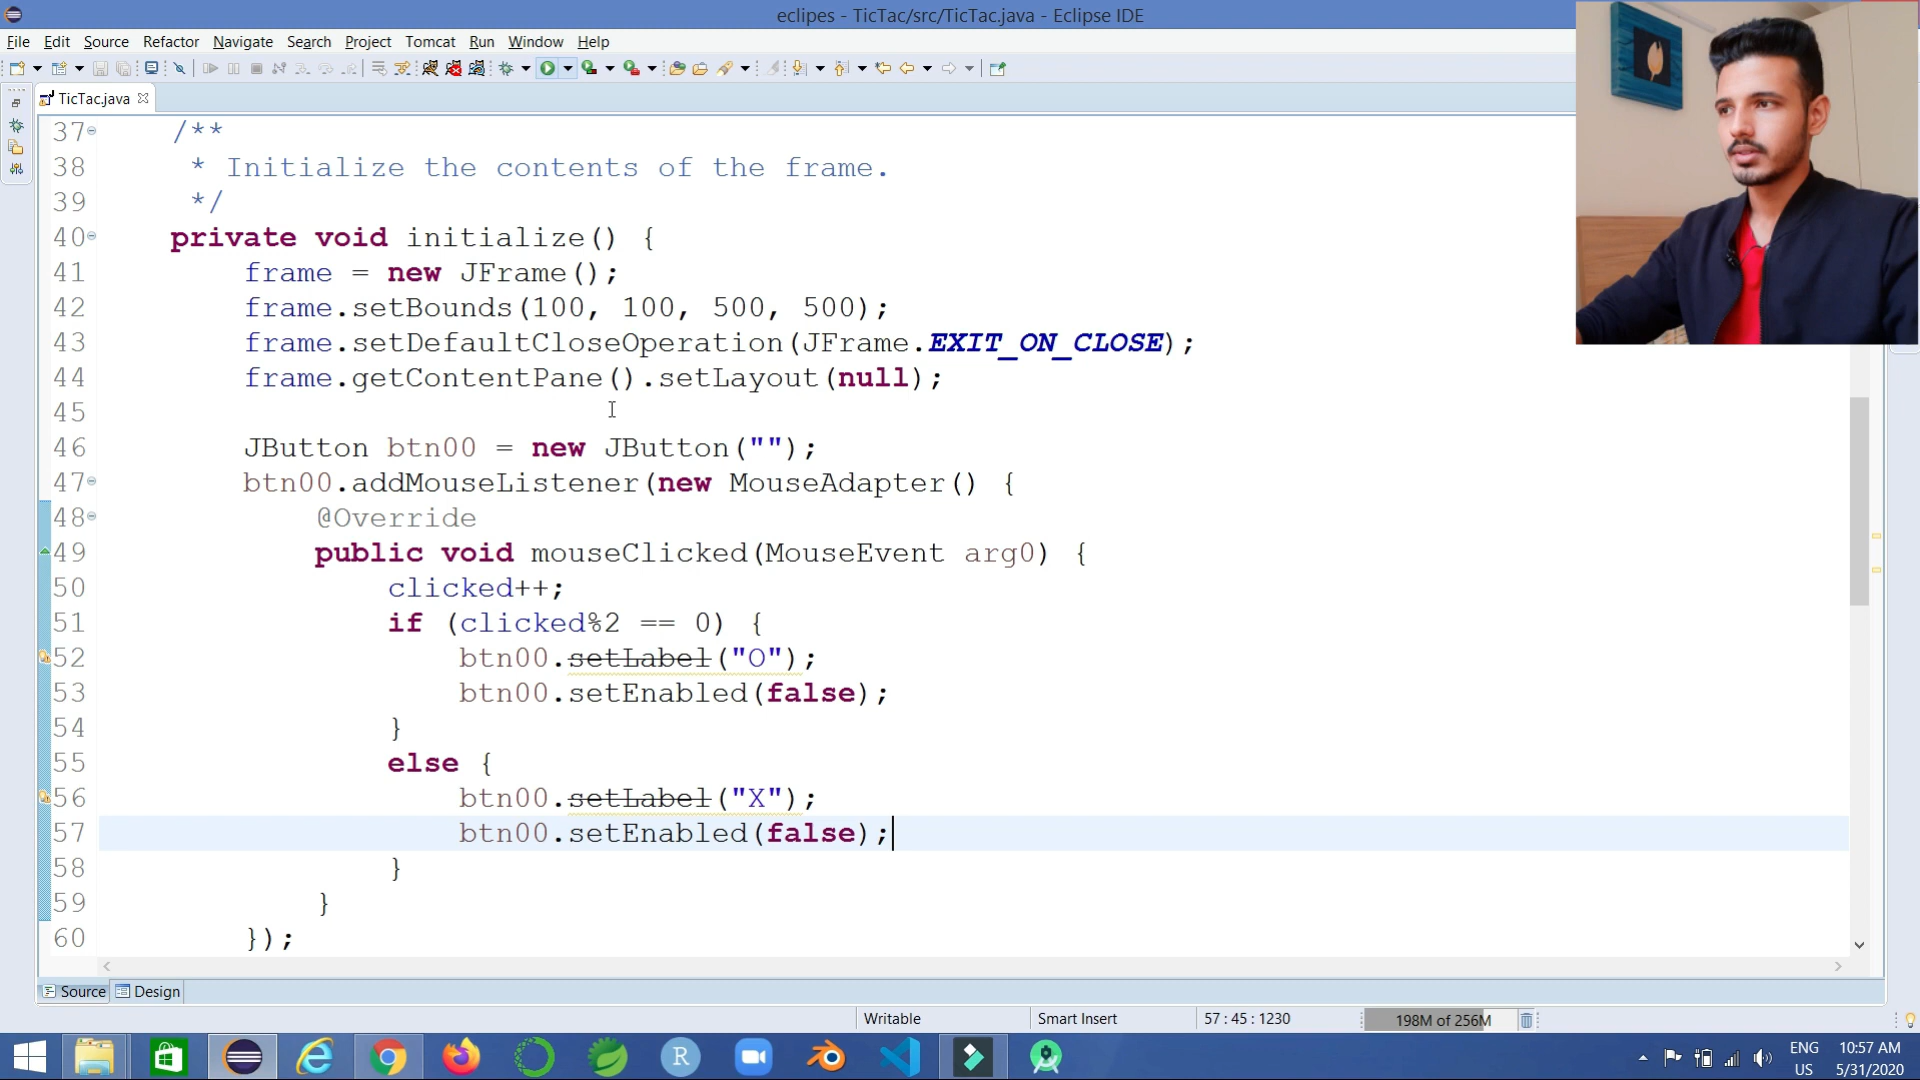 eclipes - TicTac/src/TicTac.java - Eclipse IDE
File Edit Source Refactor Navigate Search Project Tomcat Run Window Help
TicTac.java
37 /**
38 * Initialize the contents of the frame.
39 */
40 private void initialize() {
41 frame = new JFrame();
42 frame.setBounds(100, 100, 500, 500);
43 frame.setDefaultCloseOperation(JFrame.EXIT_ON_CLOSE);
44 frame.getContentPane().setLayout(null);
45
46 JButton btn00 = new JButton("");
47 btn00.addMouseListener(new MouseAdapter() {
48 @Override
49 public void mouseClicked(MouseEvent arg0) {
50 clicked++;
51 if (clicked%2 == 0) {
52 btn00.setLabel("O");
53 btn00.setEnabled(false);
54 }
55 else {
56 btn00.setLabel("X");
57 btn00.setEnabled(false);
58 }
59 }
60 });
Source Design
Writable Smart Insert 57 : 45 : 1230 198M of 256M
R
ENG 10:57 AM
US 5/31/2020